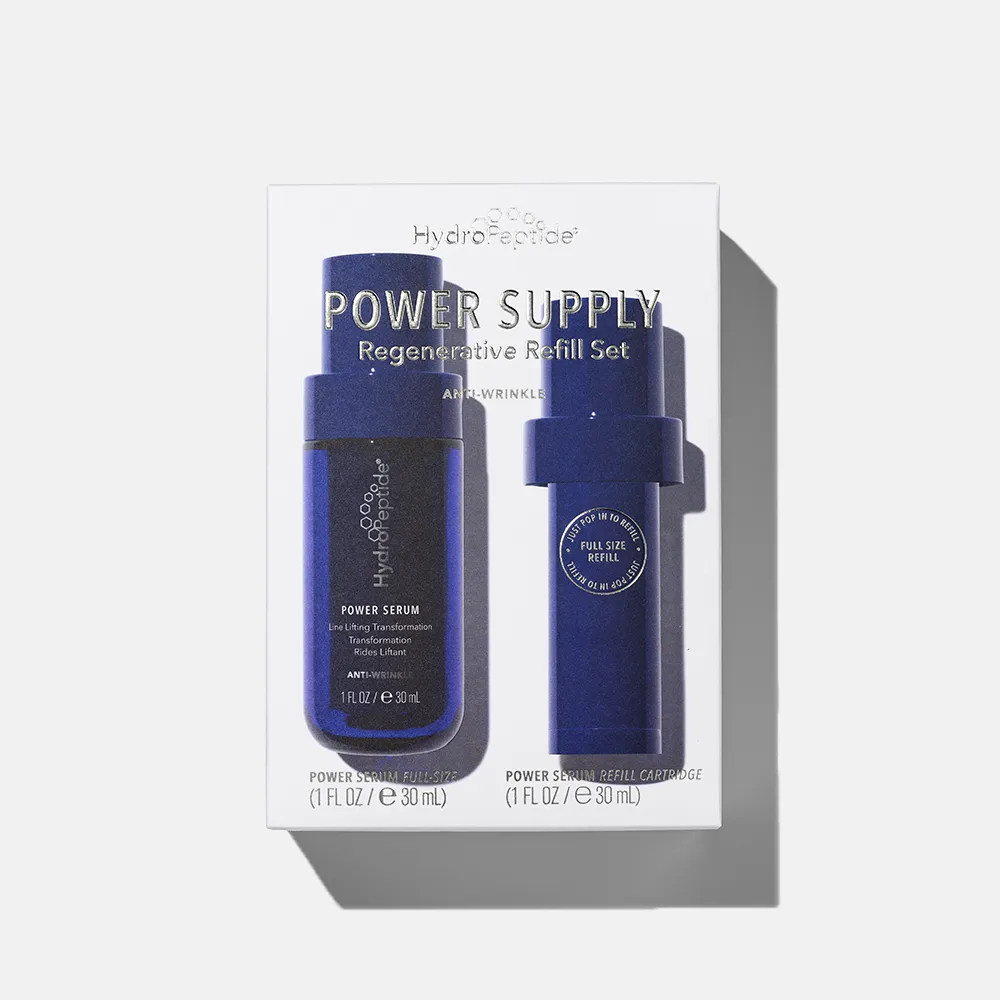 HydroPeptide®
POWER SUPPLY
Regenerative Refill Set
ANTI-WRINKLE
HydroPeptide®
POWER SERUM
Line Lifting Transformation
Transformation
Rides Liftant
ANTI-WRINKLE
1 FL OZ / ℮ 30 mL
JUST POP IN TO REFILL • JUST POP IN TO REFILL •
FULL SIZE
REFILL
POWER SERUM FULL-SIZE
(1 FL OZ / ℮ 30 mL)
POWER SERUM REFILL CARTRIDGE
(1 FL OZ / ℮ 30 mL)